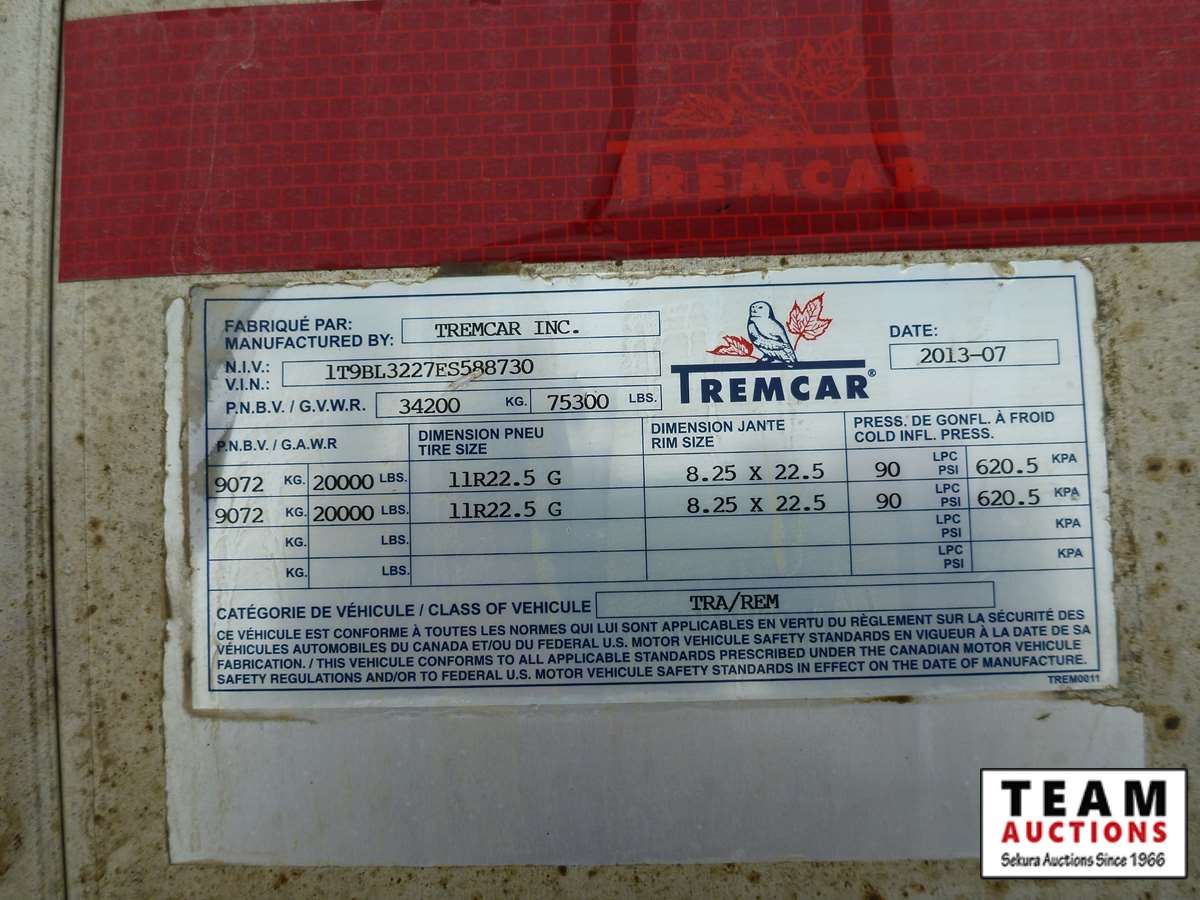 TREMCAR
FABRIQUÉ PAR:
MANUFACTURED BY: TREMCAR INC.
N.I.V.:
V.I.N.: 1T9BL3227ES588730
P.N.B.V. / G.V.W.R. 34200 KG. 75300 LBS.
TREMCAR®
DATE:
2013-07
P.N.B.V. / G.A.W.R
DIMENSION PNEU
TIRE SIZE
DIMENSION JANTE
RIM SIZE
PRESS. DE GONFL. À FROID
COLD INFL. PRESS.
9072 KG. 20000 LBS. 11R22.5 G 8.25 X 22.5 90 LPC PSI 620.5 KPA
9072 KG. 20000 LBS. 11R22.5 G 8.25 X 22.5 90 LPC PSI 620.5 KPA
KG. LBS. LPC PSI KPA
KG. LBS. LPC PSI KPA
CATÉGORIE DE VÉHICULE / CLASS OF VEHICLE TRA/REM
CE VÉHICULE EST CONFORME À TOUTES LES NORMES QUI LUI SONT APPLICABLES EN VERTU DU RÈGLEMENT SUR LA SÉCURITÉ DES
VÉHICULES AUTOMOBILES DU CANADA ET/OU DU FEDERAL U.S. MOTOR VEHICLE SAFETY STANDARDS EN VIGUEUR À LA DATE DE SA
FABRICATION. / THIS VEHICLE CONFORMS TO ALL APPLICABLE STANDARDS PRESCRIBED UNDER THE CANADIAN MOTOR VEHICLE
SAFETY REGULATIONS AND/OR TO FEDERAL U.S. MOTOR VEHICLE SAFETY STANDARDS IN EFFECT ON THE DATE OF MANUFACTURE.
TREM0011
TEAM
AUCTIONS
Sekura Auctions Since 1966